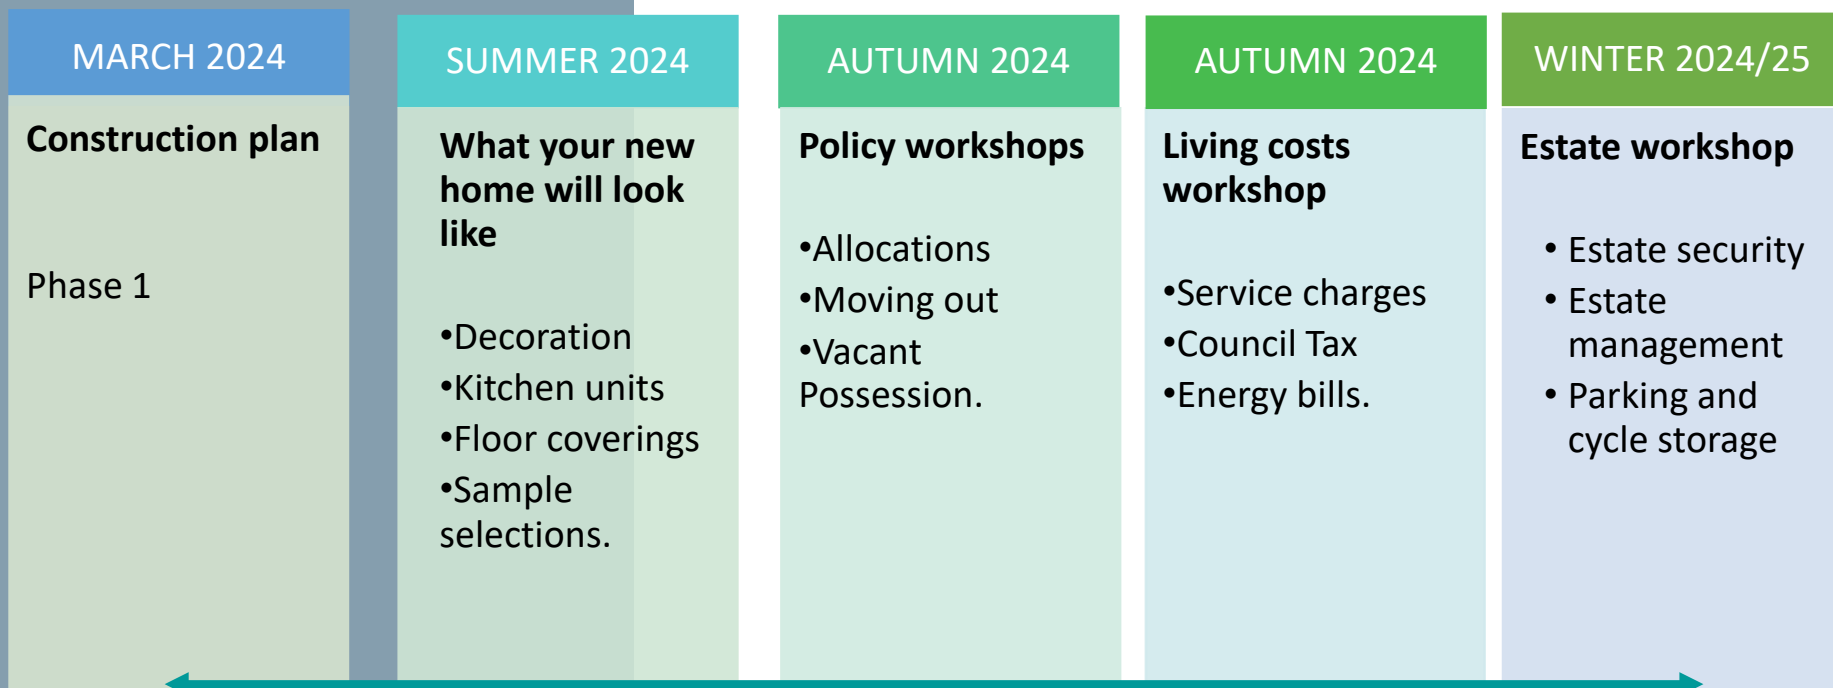 MARCH 2024
Construction plan
Phase 1
SUMMER 2024
What your new
home will look
like
•Decoration
•Kitchen units
•Floor coverings
•Sample
selections.
AUTUMN 2024
Policy workshops
•Allocations
•Moving out
•Vacant
Possession.
AUTUMN 2024
Living costs
workshop
•Service charges
•Council Tax
•Energy bills.
WINTER 2024/25
Estate workshop
• Estate security
• Estate
management
• Parking and
cycle storage